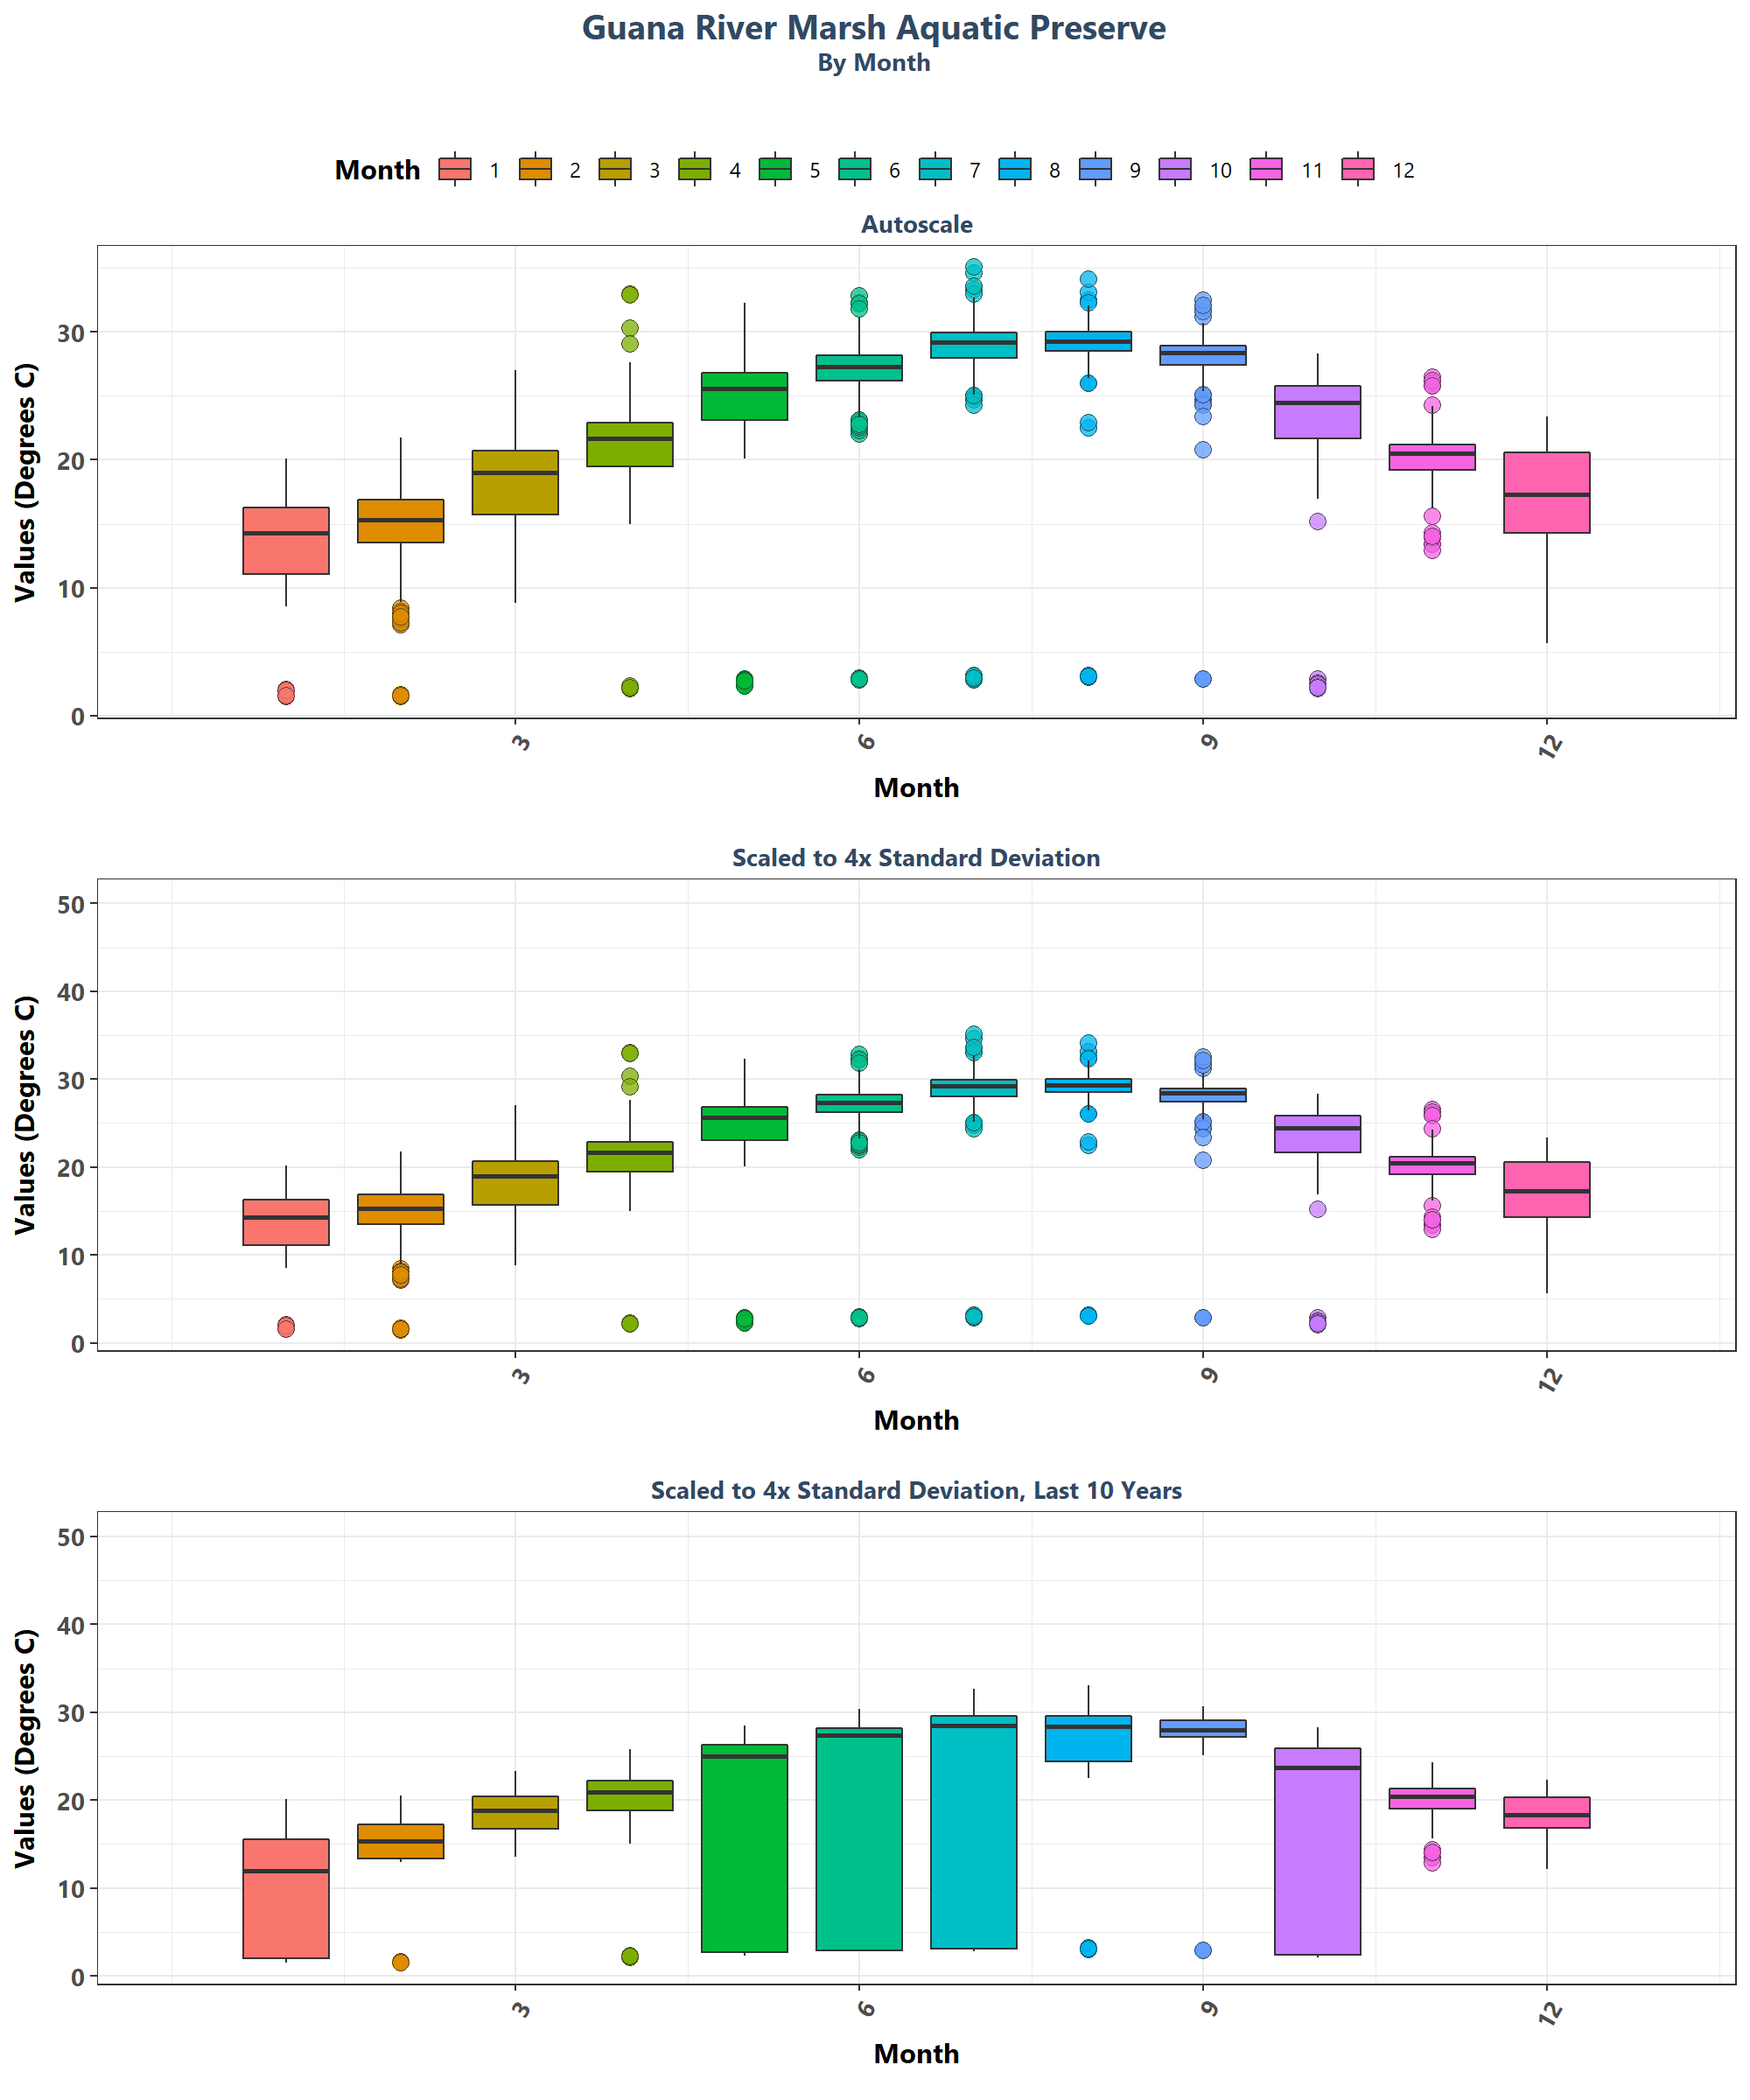 Guana River Marsh Aquatic Preserve
By Month
Month 1 2 3 4 5 6 7 8 9 10 11 12
Autoscale
Values (Degrees C)
30
20
10
0
3 6 9 12
Month
Scaled to 4x Standard Deviation
Values (Degrees C)
50
40
30
20
10
0
3 6 9 12
Month
Scaled to 4x Standard Deviation, Last 10 Years
Values (Degrees C)
50
40
30
20
10
0
3 6 9 12
Month